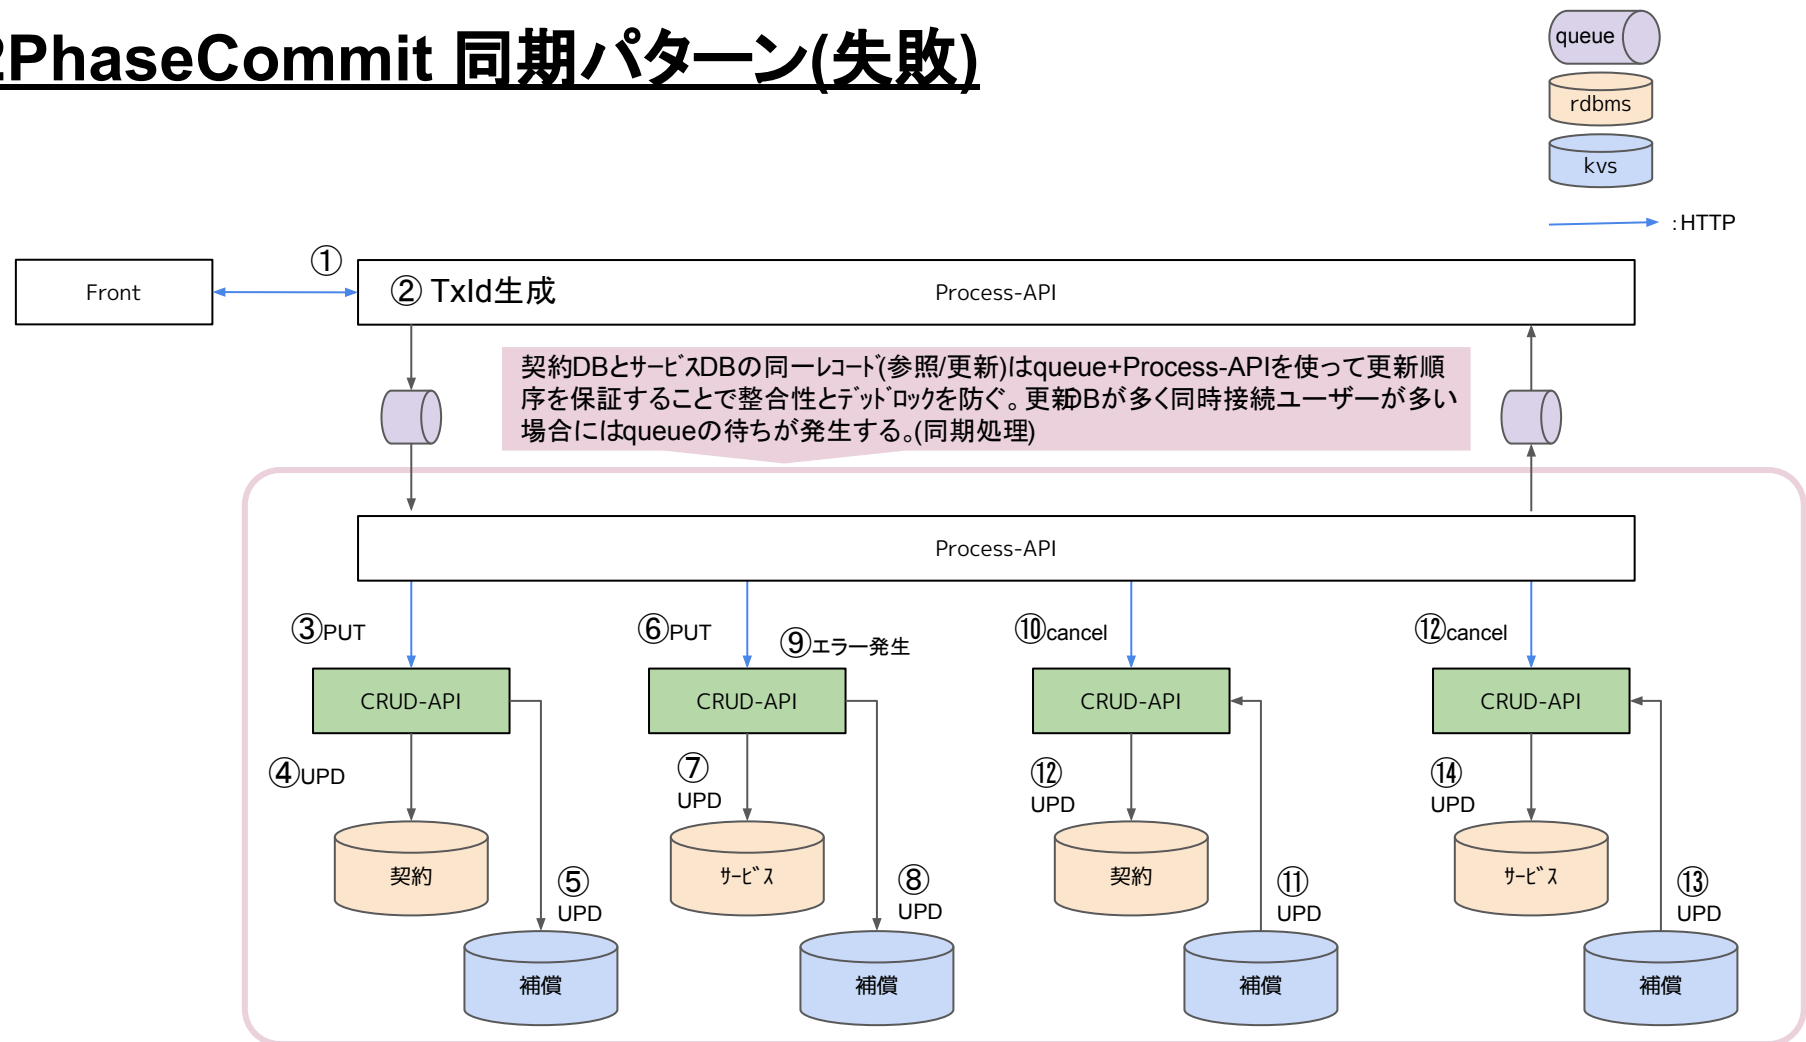 2PhaseCommit 同期パターン(失敗)
queue
rdbms
kvs
:HTTP
①
Front
② TxId生成
Process-API
契約DBとｻｰﾋﾞｽDBの同一ﾚｺｰﾄﾞ(参照/更新)はqueue+Process-APIを使って更新順
序を保証することで整合性とﾃﾞｯﾄﾞﾛｯｸを防ぐ。更新DBが多く同時接続ユーザーが多い
場合にはqueueの待ちが発生する。(同期処理)
Process-API
③PUT
⑥PUT
⑨エラー発生
⑩cancel
⑫cancel
CRUD-API
CRUD-API
CRUD-API
CRUD-API
④UPD
⑦
UPD
⑫
UPD
⑭
UPD
契約
ｻｰﾋﾞｽ
契約
ｻｰﾋﾞｽ
⑤
UPD
⑧
UPD
⑪
UPD
⑬
UPD
補償
補償
補償
補償